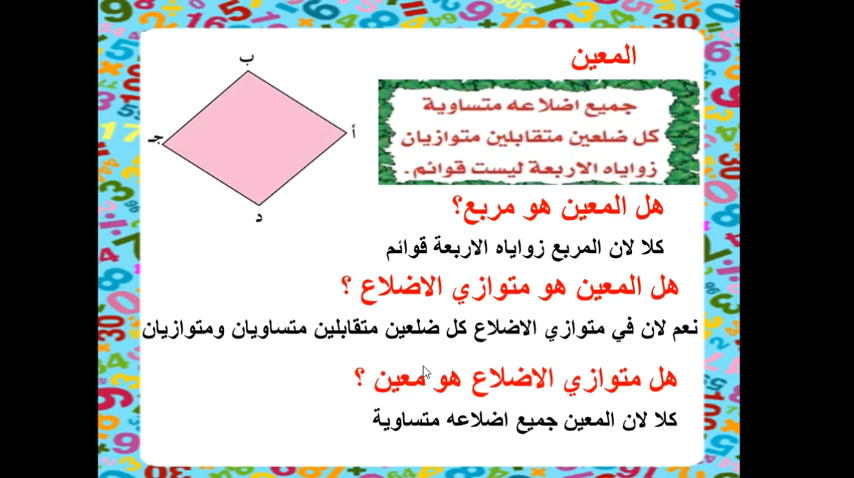 المعين
جميع اضلاعه متساوية
كل ضلعين متقابلين متوازيان
زواياه الاربعة ليست قوائم .
ب
أ
جـ
د
هل المعين هو مربع؟
كلا لان المربع زواياه الاربعة قوائم
هل المعين هو متوازي الاضلاع ؟
نعم لان في متوازي الاضلاع كل ضلعين متقابلين متساويان ومتوازيان
هل متوازي الاضلاع هو معين ؟
كلا لان المعين جميع اضلاعه متساوية